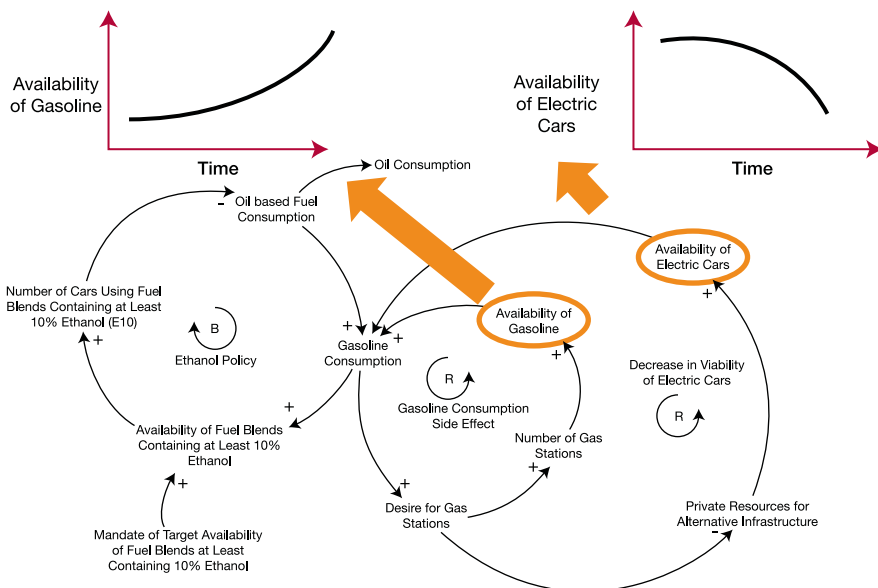 Availability
of Gasoline
Time
Availability
of Electric
Cars
Time
Oil Consumption
-
Oil based Fuel
Consumption
Availability of
Electric Cars
+
Number of Cars Using Fuel
Blends Containing at Least
10% Ethanol (E10)
+
B
Ethanol Policy
Availability of
Gasoline
+
+
+
+
Gasoline
Consumption
R
Gasoline Consumption
Side Effect
Decrease in Viability
of Electric Cars
R
+
Availability of Fuel Blends
Containing at Least 10%
Ethanol
+
Number of Gas
Stations
+
+
Desire for Gas
Stations
Private Resources for
Alternative Infrastructure
-
Mandate of Target Availability
of Fuel Blends at Least
Containing 10% Ethanol